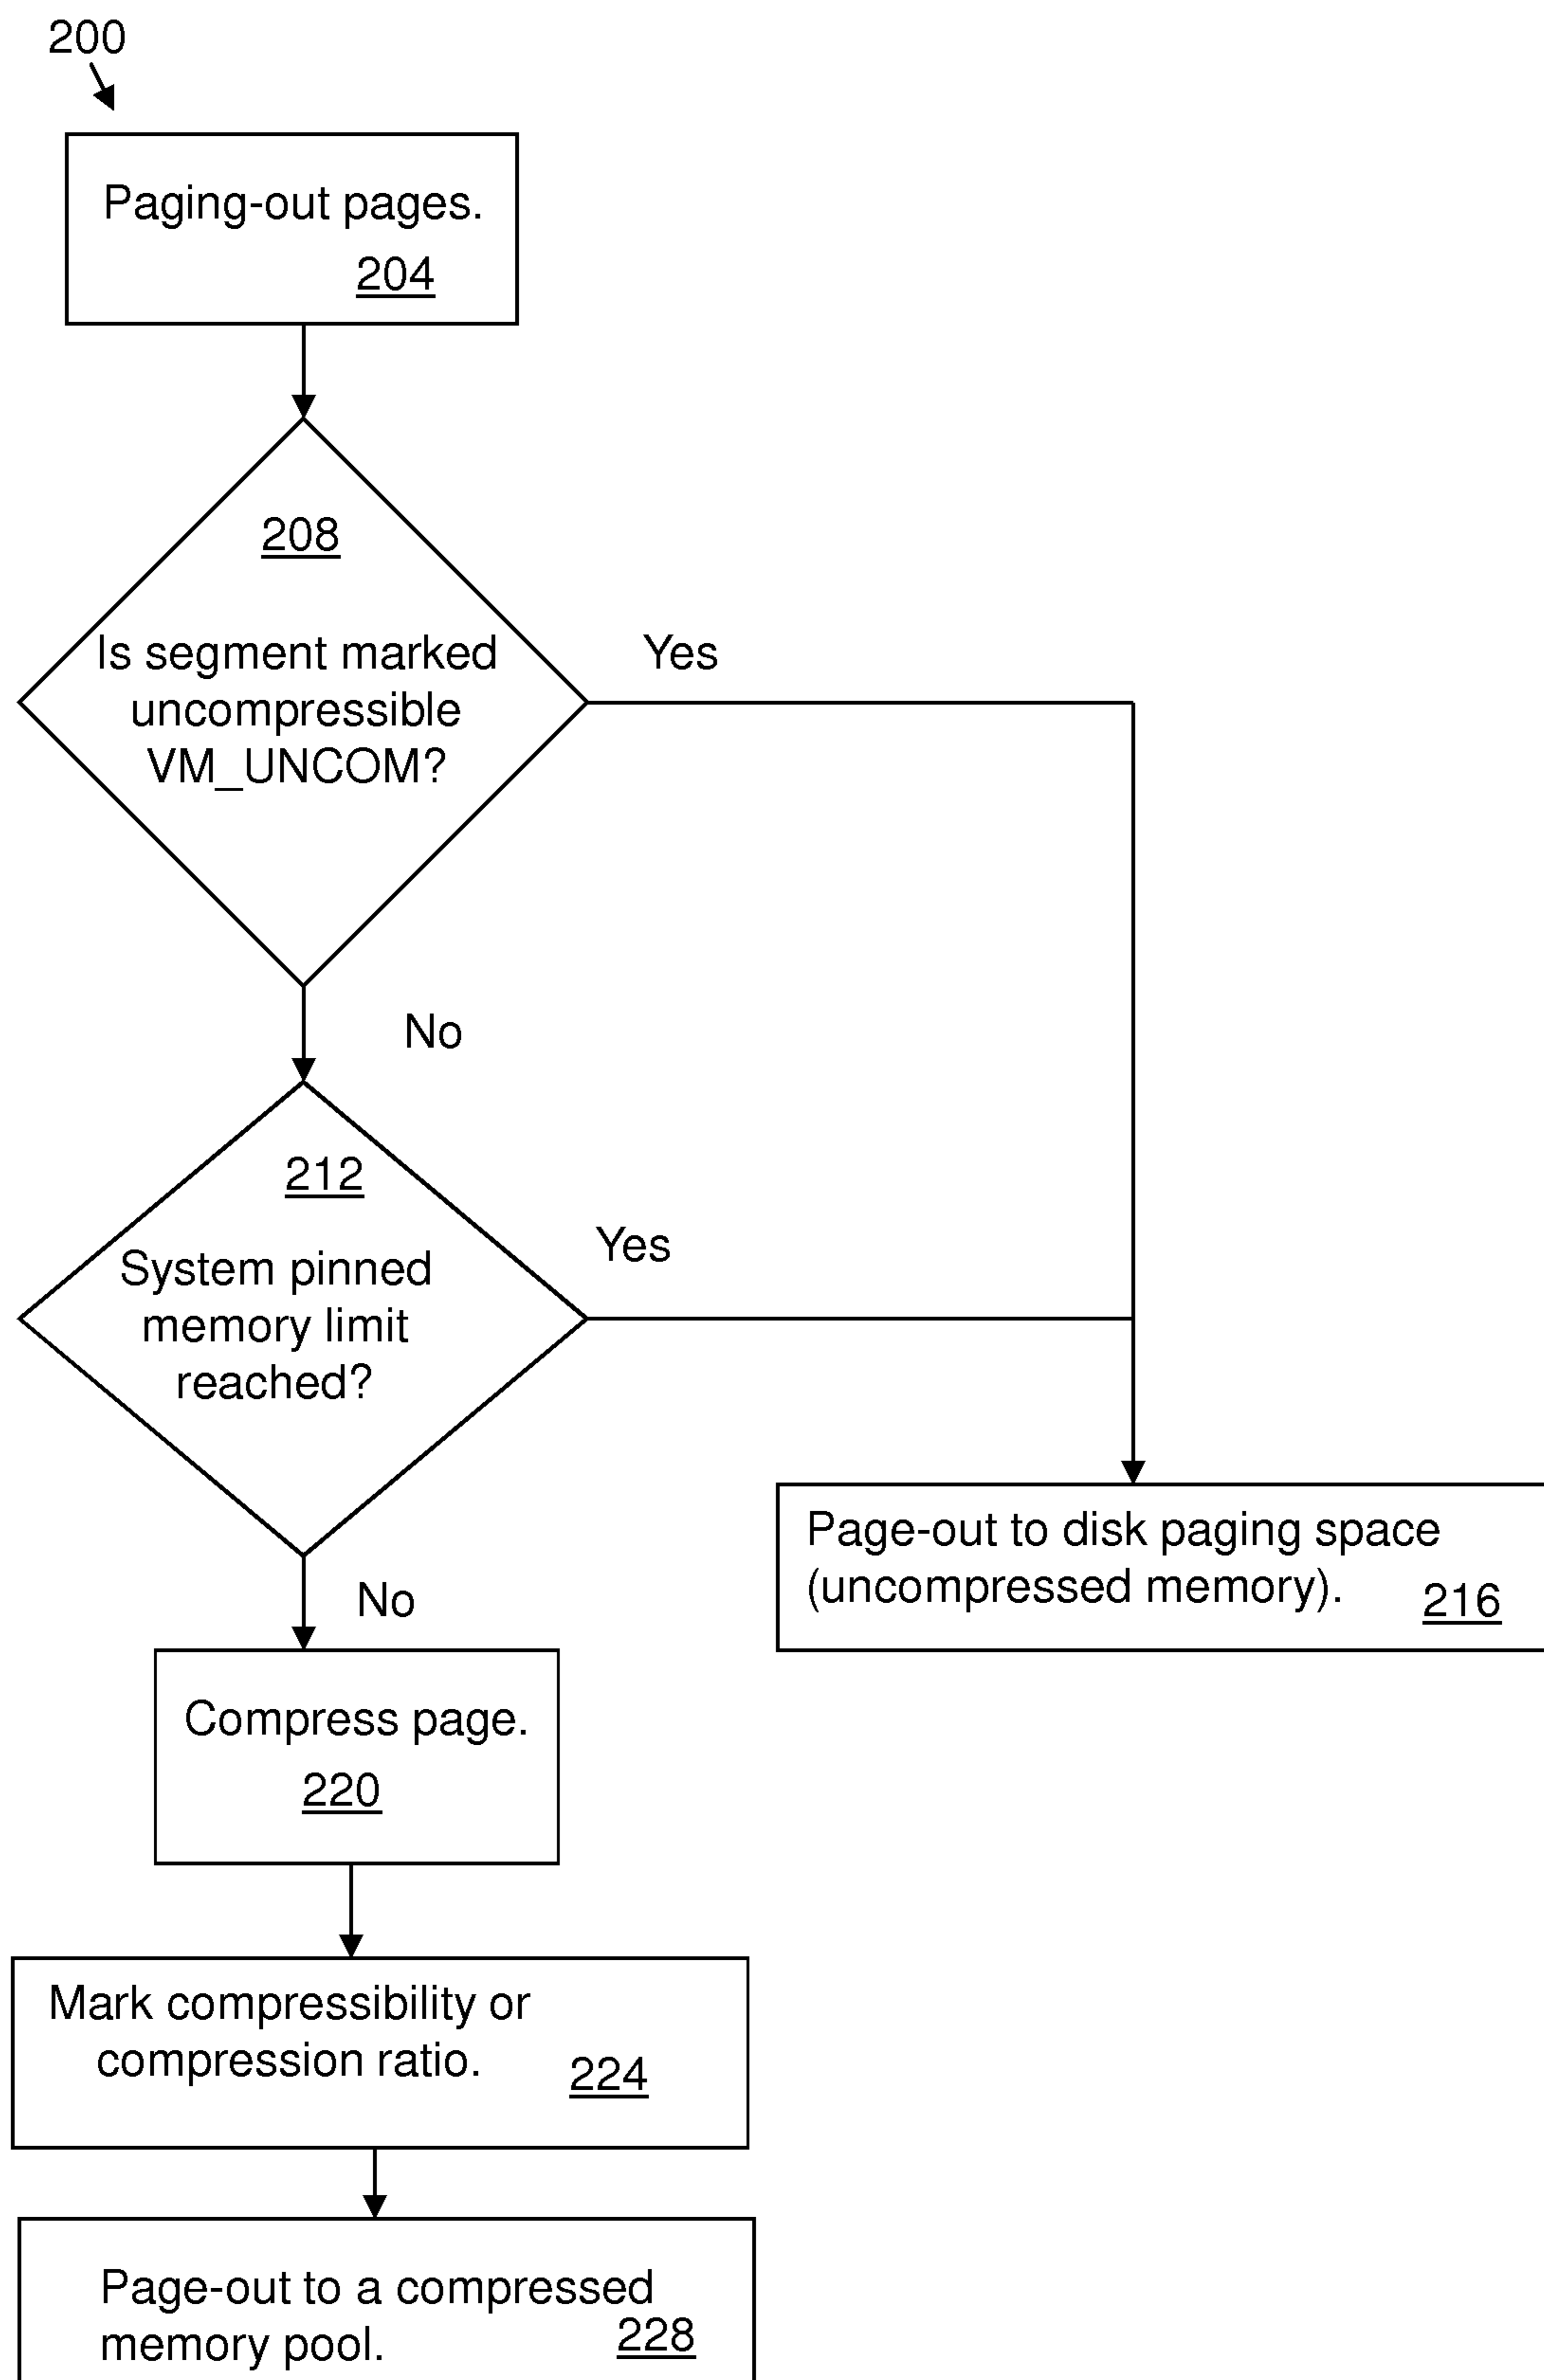 200
Paging-out pages.
204
208
Is segment marked
uncompressible
VM_UNCOM?
Yes
No
212
System pinned
memory limit
reached?
Yes
No
Page-out to disk paging space
(uncompressed memory).
216
Compress page.
220
Mark compressibility or
compression ratio.
224
Page-out to a compressed
memory pool.
228